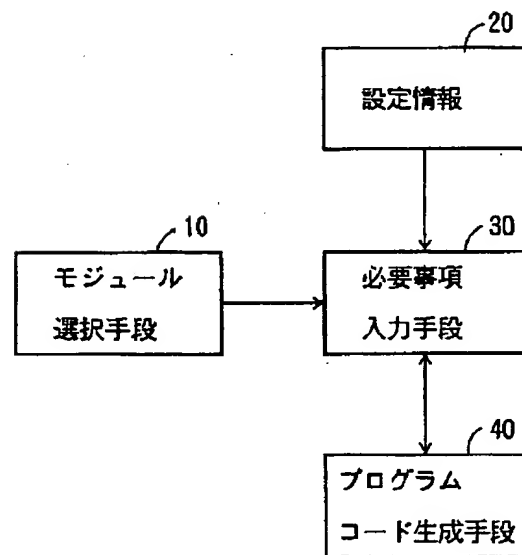 20
設定情報
10
モジュール
選択手段
30
必要事項
入力手段
40
プログラム
コード生成手段